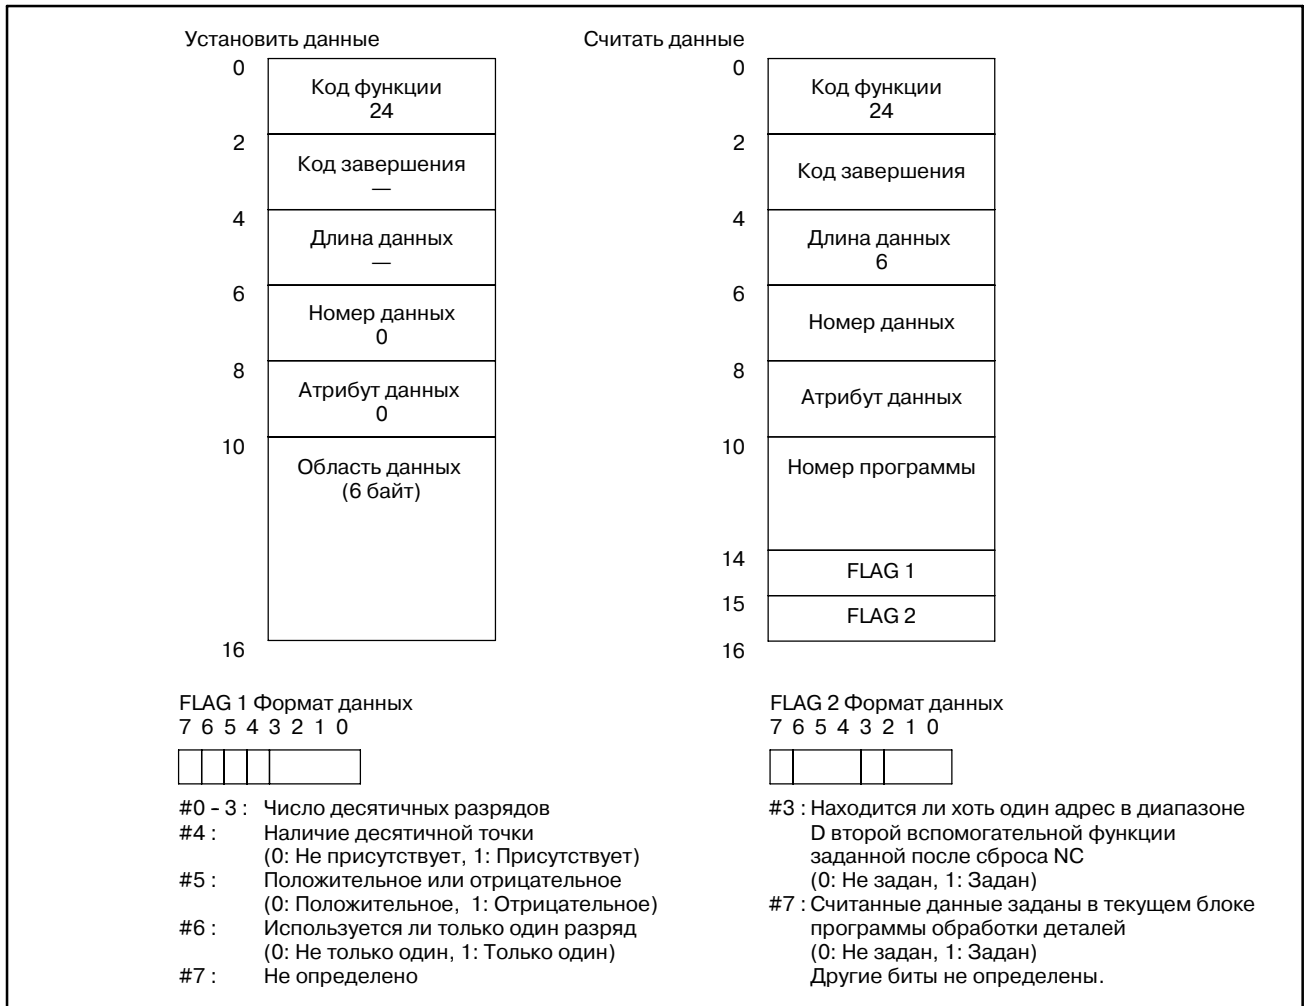 Установить данные
0
Код функции
24
2
Код завершения
—
4
Длина данных
—
6
Номер данных
0
8
Атрибут данных
0
10
Область данных
(6 байт)
16
Считать данные
0
Код функции
24
2
Код завершения
4
Длина данных
6
6
Номер данных
8
Атрибут данных
10
Номер программы
14
FLAG 1
15
FLAG 2
16
FLAG 1 Формат данных
7 6 5 4 3 2 1 0
#0 - 3 : Число десятичных разрядов
#4 : Наличие десятичной точки
(0: Не присутствует, 1: Присутствует)
#5 : Положительное или отрицательное
(0: Положительное, 1: Отрицательное)
#6 : Используется ли только один разряд
(0: Не только один, 1: Только один)
#7 : Не определено
FLAG 2 Формат данных
7 6 5 4 3 2 1 0
#3 : Находится ли хоть один адрес в диапазоне
D второй вспомогательной функции
заданной после сброса NC
(0: Не задан, 1: Задан)
#7 : Считанные данные заданы в текущем блоке
программы обработки деталей
(0: Не задан, 1: Задан)
Другие биты не определены.